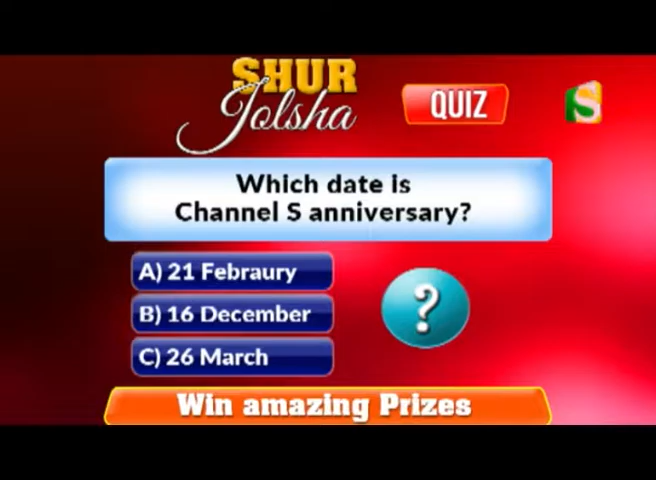 SHUR
Jolsha
QUIZ
S
Which date is
Channel S anniversary?
A) 21 Febraury
B) 16 December
?
C) 26 March
Win amazing Prizes